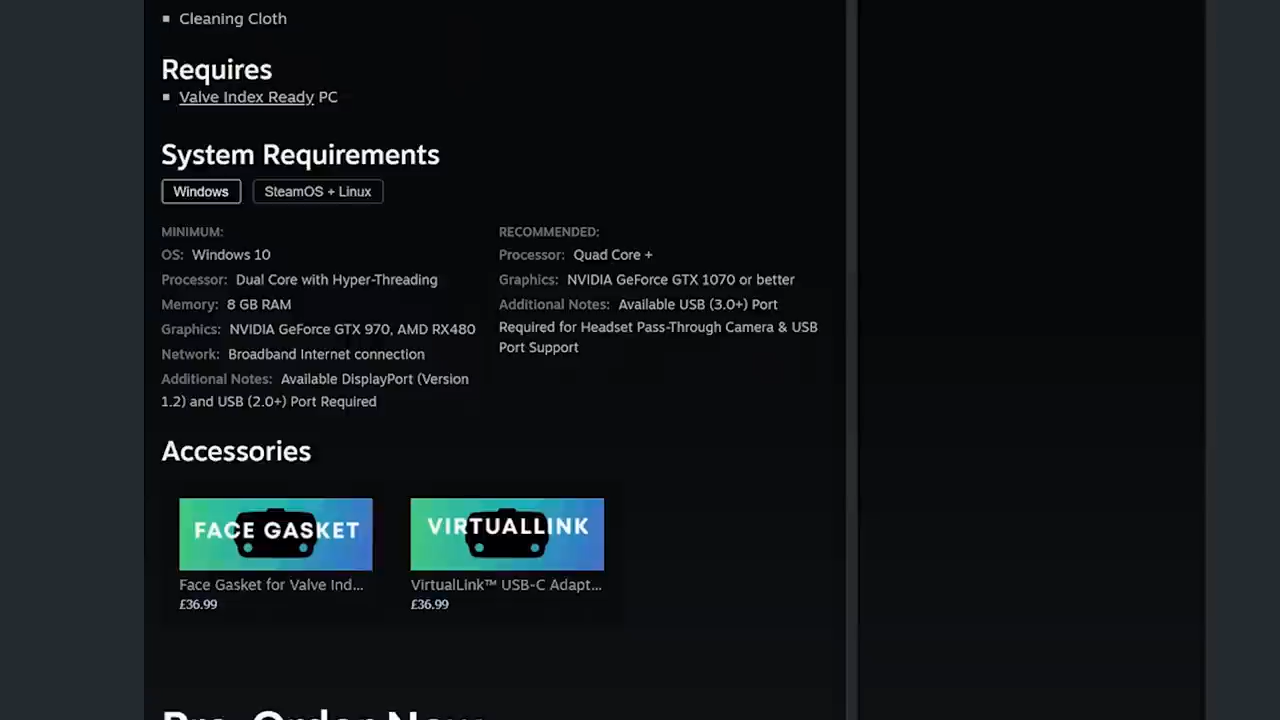 Cleaning Cloth
Requires
Valve Index Ready PC
System Requirements
Windows
SteamOS + Linux
MINIMUM:
OS: Windows 10
Processor: Dual Core with Hyper-Threading
Memory: 8 GB RAM
Graphics: NVIDIA GeForce GTX 970, AMD RX480
Network: Broadband Internet connection
Additional Notes: Available DisplayPort (Version
1.2) and USB (2.0+) Port Required
RECOMMENDED:
Processor: Quad Core +
Graphics: NVIDIA GeForce GTX 1070 or better
Additional Notes: Available USB (3.0+) Port
Required for Headset Pass-Through Camera & USB
Port Support
Accessories
FACE GASKET
Face Gasket for Valve Ind...
£36.99
VIRTUALLINK
VirtualLink™ USB-C Adapt...
£36.99
Pre-Order Now